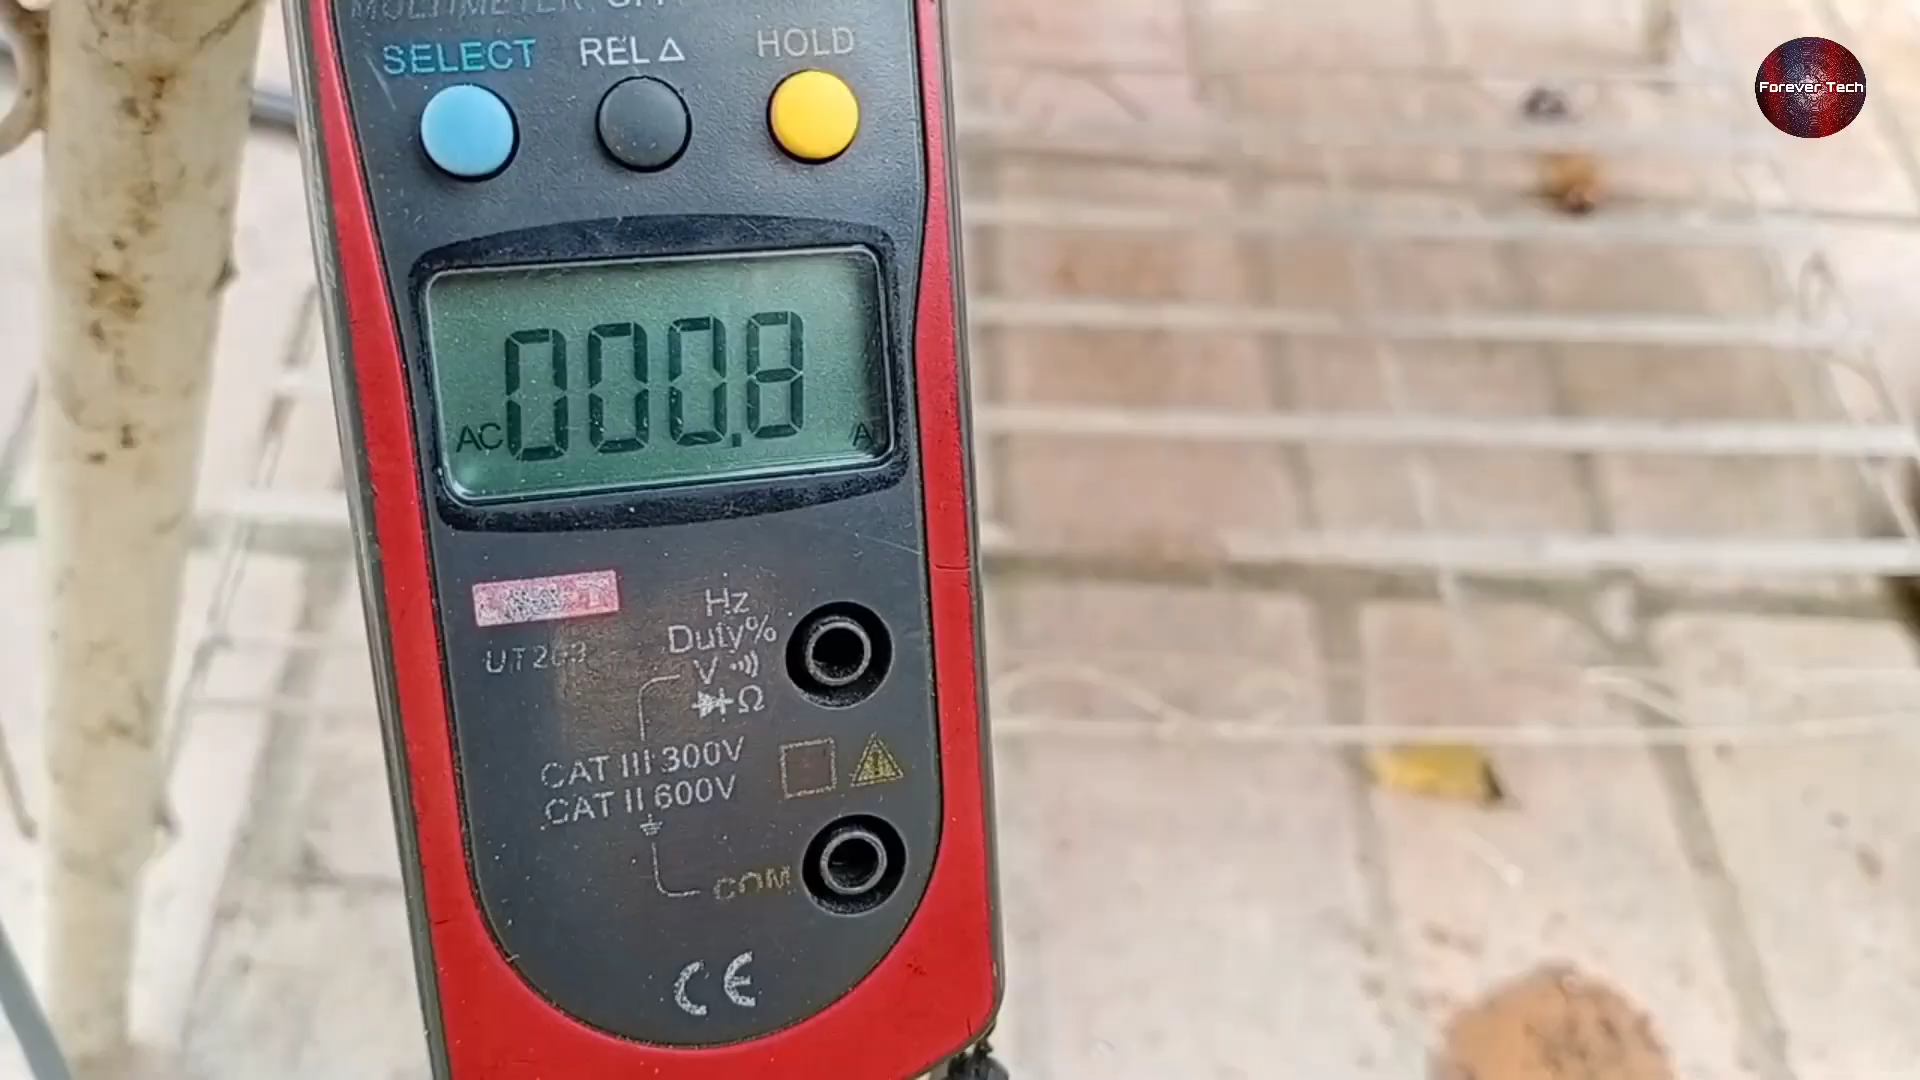 MULTIMETER
SELECT
REL Δ
HOLD
Forever Tech
AC 000.8 A
UT203
Hz
Duty%
V
Ω
CAT III 300V
CAT II 600V
COM
CE